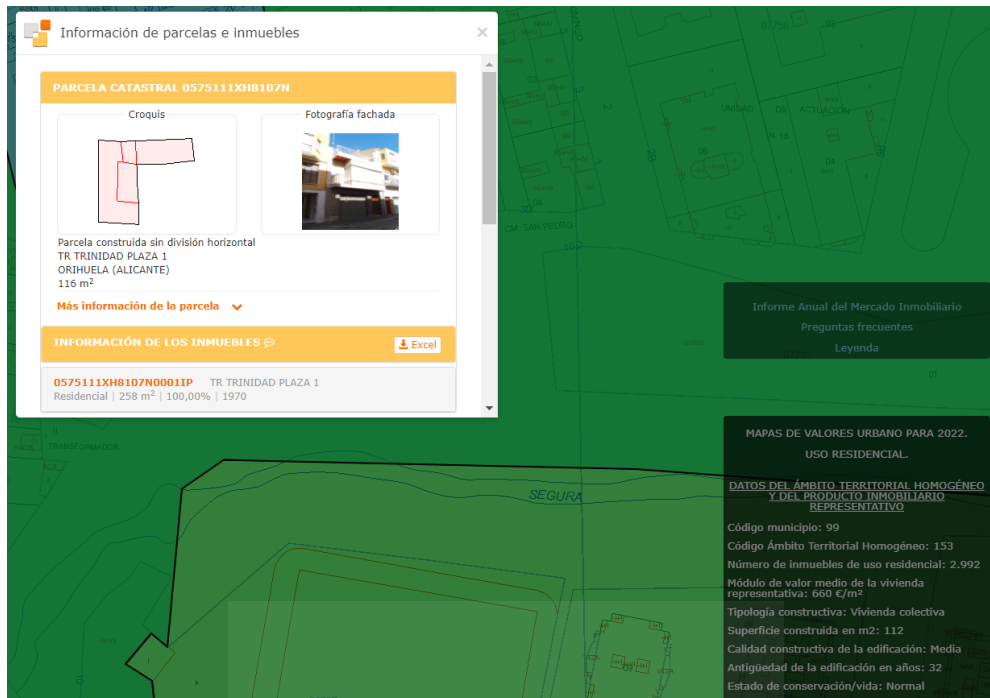 Información de parcelas e inmuebles
PARCELA CATASTRAL 0575111XH8107N
Croquis
Fotografía fachada
Parcela construida sin división horizontal
TR TRINIDAD PLAZA 1
ORIHUELA (ALICANTE)
116 m²
Más información de la parcela
INFORMACIÓN DE LOS INMUEBLES
Excel
0575111XH8107N0001IP TR TRINIDAD PLAZA 1
Residencial | 258 m² | 100,00% | 1970
UNIDAD DE ACTUACION
N 18
CM. SAN PEDRO
TRANSFORMADOR
SEGURA
Informe Anual del Mercado Inmobiliario
Preguntas frecuentes
Leyenda
MAPAS DE VALORES URBANO PARA 2022.
USO RESIDENCIAL.
DATOS DEL ÁMBITO TERRITORIAL HOMOGÉNEO
Y DEL PRODUCTO INMOBILIARIO
REPRESENTATIVO
Código municipio: 99
Código Ámbito Territorial Homogéneo: 153
Número de inmuebles de uso residencial: 2.992
Módulo de valor medio de la vivienda
representativa: 660 €/m²
Tipología constructiva: Vivienda colectiva
Superficie construida en m2: 112
Calidad constructiva de la edificación: Media
Antigüedad de la edificación en años: 32
Estado de conservación/vida: Normal